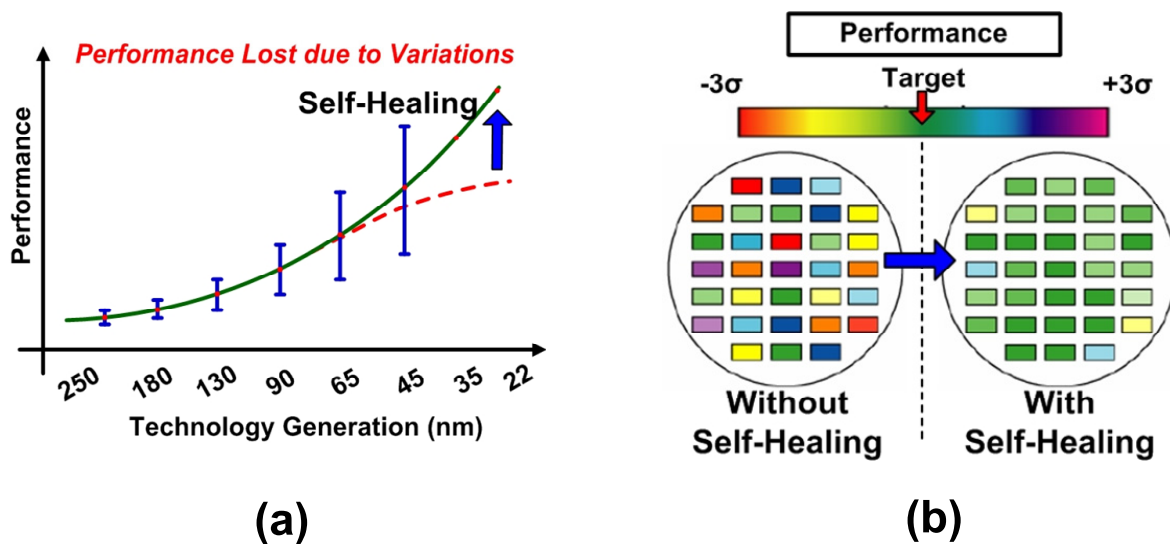 Performance Lost due to Variations
Self-Healing
Performance
250 180 130 90 65 45 35 22
Technology Generation (nm)
(a)
Performance
-3σ Target +3σ
Without
Self-Healing
With
Self-Healing
(b)